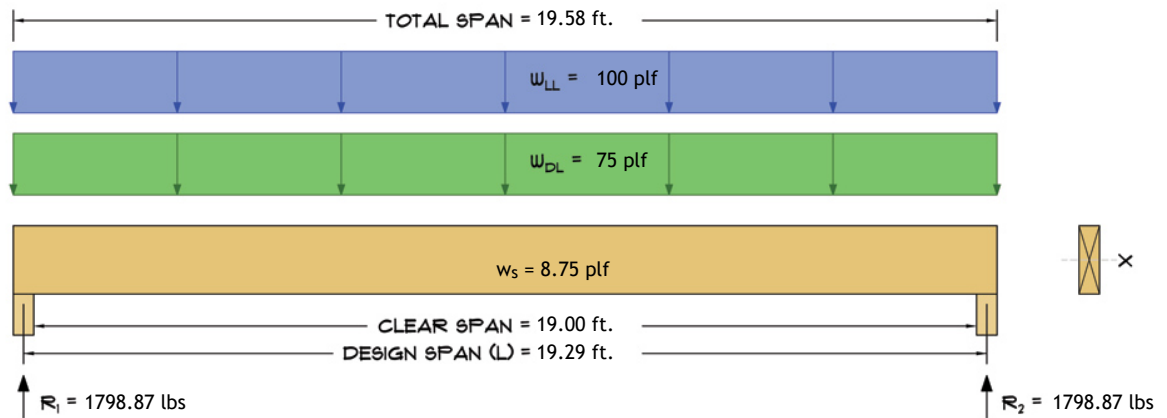 TOTAL SPAN = 19.58 ft.
WLL = 100 plf
WDL = 75 plf
ws = 8.75 plf
X
CLEAR SPAN = 19.00 ft.
DESIGN SPAN (L) = 19.29 ft.
R1 = 1798.87 lbs
R2 = 1798.87 lbs